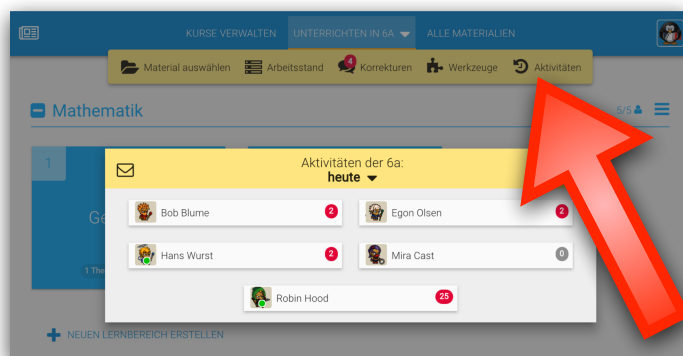 KURSE VERWALTEN UNTERRICHTEN IN 6A ALLE MATERIALIEN
Material auswählen Arbeitsstand 4 Korrekturen Werkzeuge Aktivitäten
Mathematik 5/5
1
Aktivitäten der 6a:
heute
Bob Blume 2 Egon Olsen 2
Hans Wurst 2 Mira Cast 0
Robin Hood 25
NEUEN LERNBEREICH ERSTELLEN